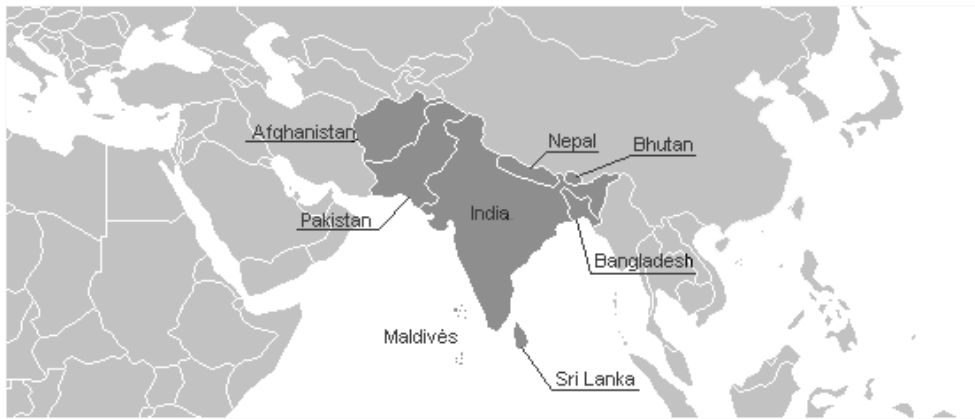 Afghanistan
Nepal
Bhutan
Pakistan
India
Bangladesh
Maldives
Sri Lanka